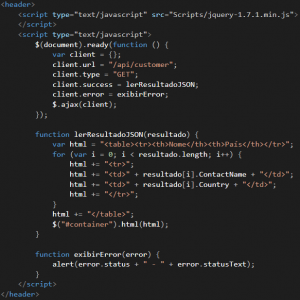 <header>
<script type="text/javascript" src="Scripts/jquery-1.7.1.min.js">
</script>
<script type="text/javascript">
$(document).ready(function () {
var client = {};
client.url = "/api/customer";
client.type = "GET";
client.success = lerResultadoJSON;
client.error = exibirError;
$.ajax(client);
});
function lerResultadoJSON(resultado) {
var html = "<table><tr><th>Nome</th><th>País</th></tr>";
for (var i = 0; i < resultado.length; i++) {
html += "<tr>";
html += "<td>" + resultado[i].ContactName + "</td>";
html += "<td>" + resultado[i].Country + "</td>";
html += "</tr>";
}
html += "</table>";
$("#container").html(html);
}
function exibirError(error) {
alert(error.status + " - " + error.statusText);
}
</script>
</header>